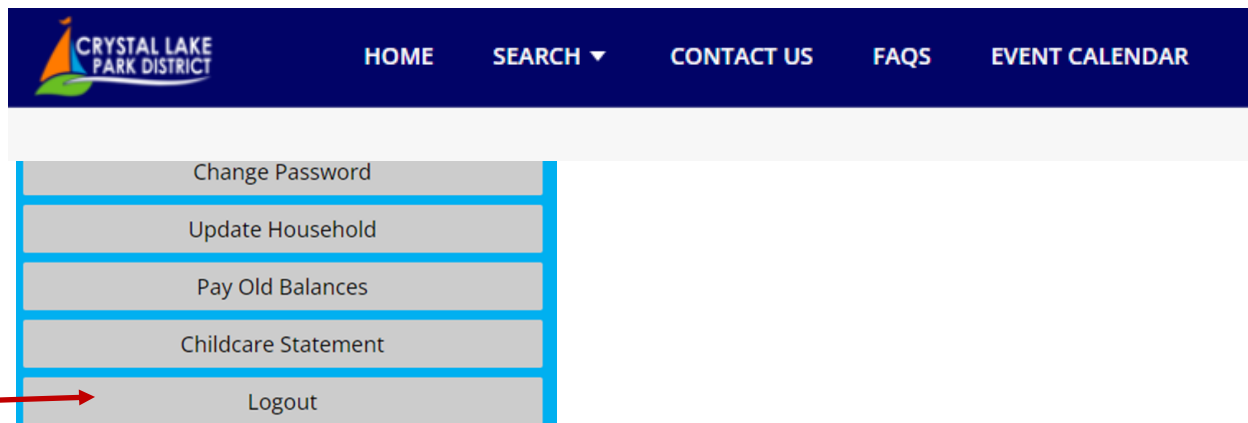 CRYSTAL LAKE
PARK DISTRICT
HOME SEARCH CONTACT US FAQS EVENT CALENDAR
Change Password
Update Household
Pay Old Balances
Childcare Statement
Logout